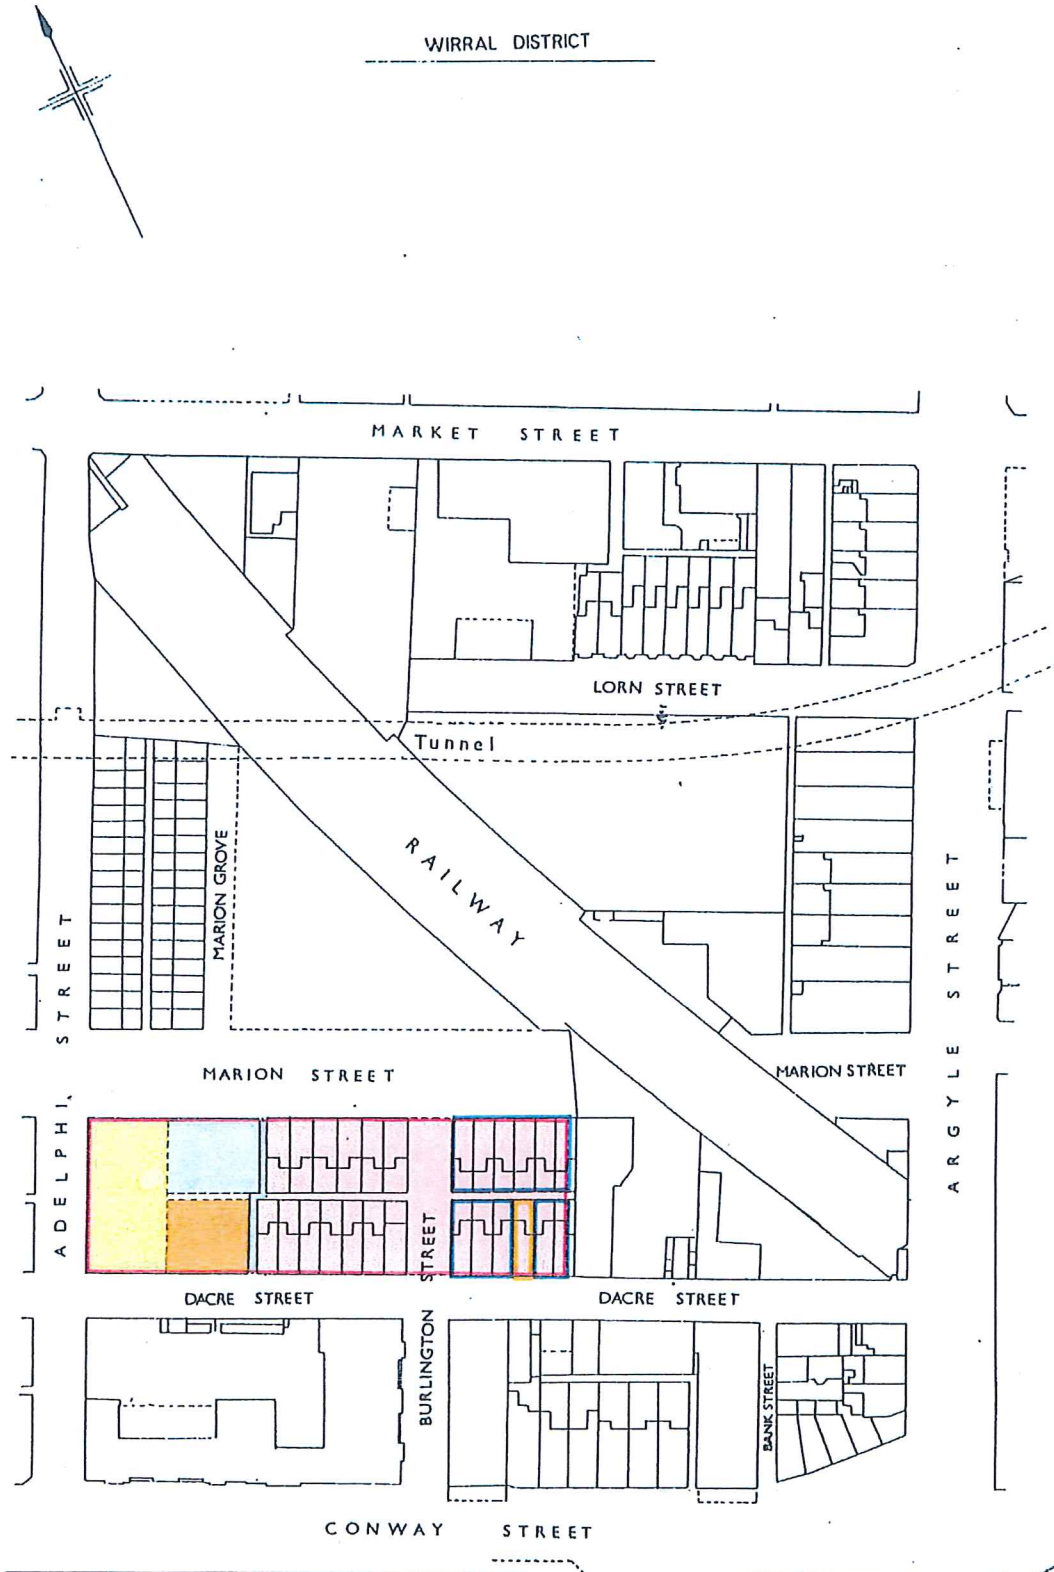 WIRRAL DISTRICT
MARKET STREET
LORN STREET
Tunnel
RAILWAY
MARION GROVE
ADELPHI STREET
ARGYLE STREET
MARION STREET
MARION STREET
BURLINGTON STREET
DACRE STREET
DACRE STREET
BANK STREET
CONWAY STREET